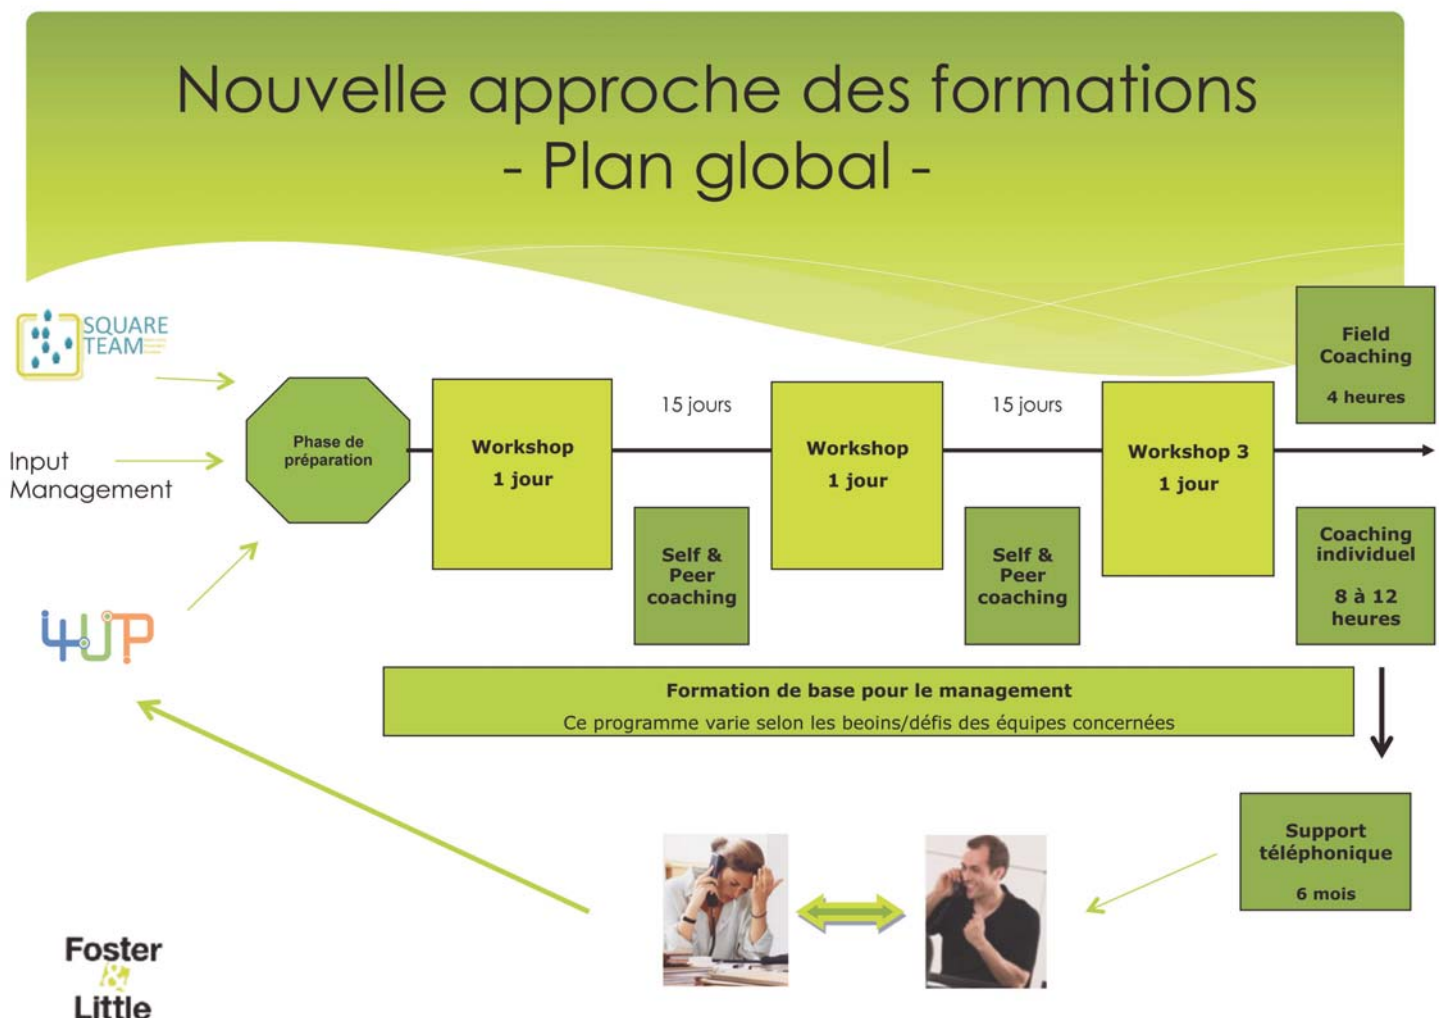 Nouvelle approche des formations
- Plan global -
SQUARE
TEAM
Input
Management
4UP
Phase de
préparation
Workshop
1 jour
15 jours
Self &
Peer
coaching
Workshop
1 jour
15 jours
Self &
Peer
coaching
Workshop 3
1 jour
Field
Coaching
4 heures
Coaching
individuel
8 à 12
heures
Formation de base pour le management
Ce programme varie selon les beoins/défis des équipes concernées
Support
téléphonique
6 mois
Foster
&
Little